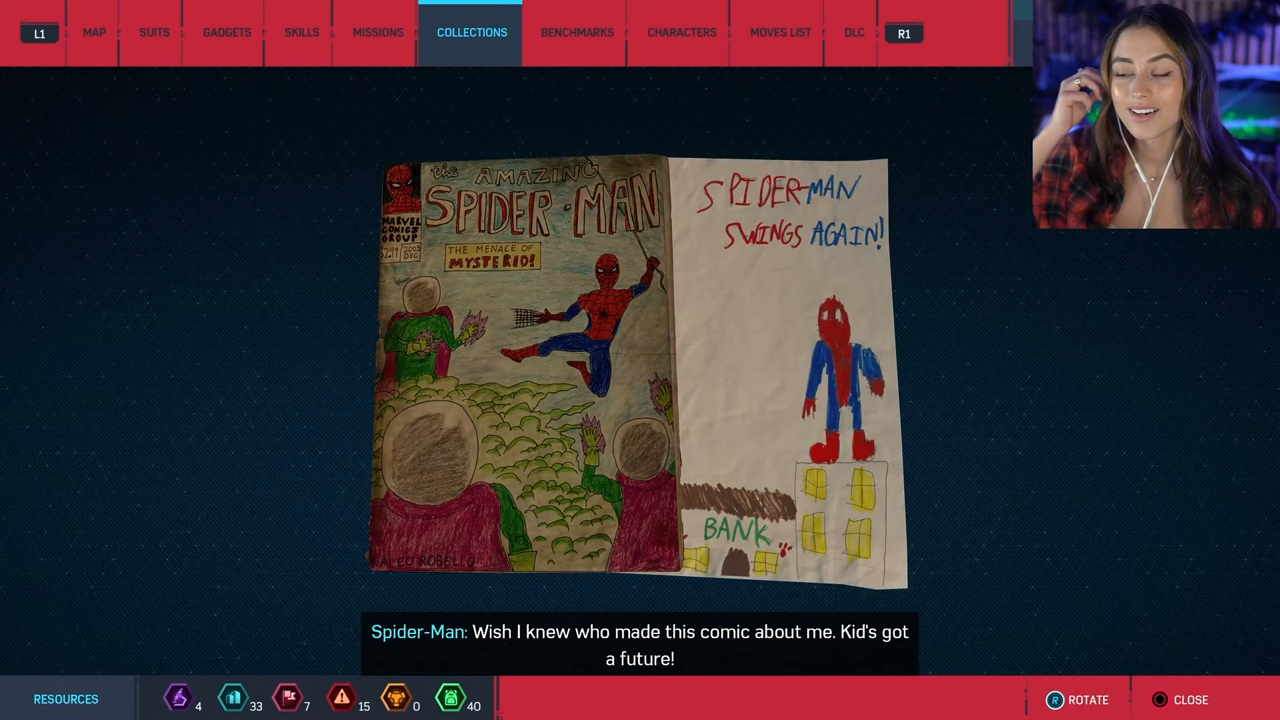 L1 MAP SUITS GADGETS SKILLS MISSIONS COLLECTIONS BENCHMARKS CHARACTERS MOVES LIST DLC R1
the AMAZING
SPIDER-MAN
MARVEL
COMICS
GROUP
THE MENACE OF
MYSTERIO!
SPIDER-MAN
SWINGS AGAIN!
BANK
Spider-Man: Wish I knew who made this comic about me. Kid's got
a future!
RESOURCES 4 33 7 15 0 40 R ROTATE CLOSE